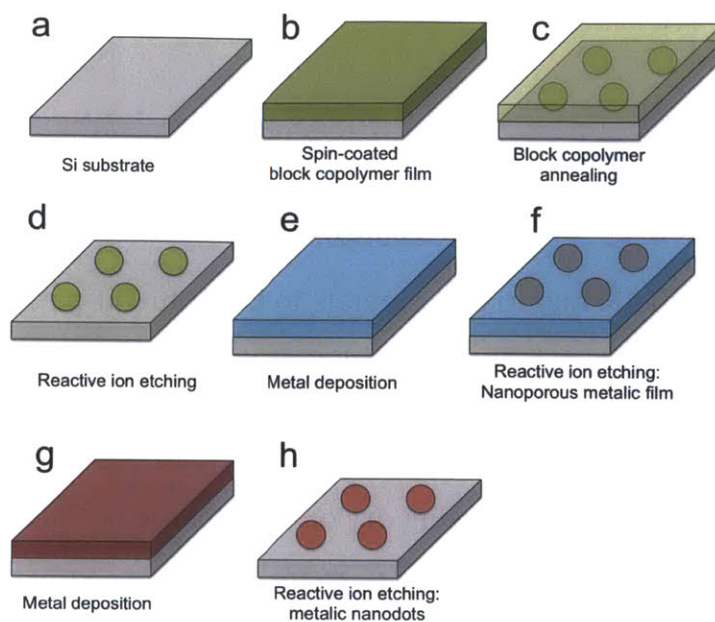 a
b
c
Si substrate
Spin-coated
block copolymer film
Block copolymer
annealing
d
e
f
Reactive ion etching
Metal deposition
Reactive ion etching:
Nanoporous metalic film
g
h
Metal deposition
Reactive ion etching:
metalic nanodots